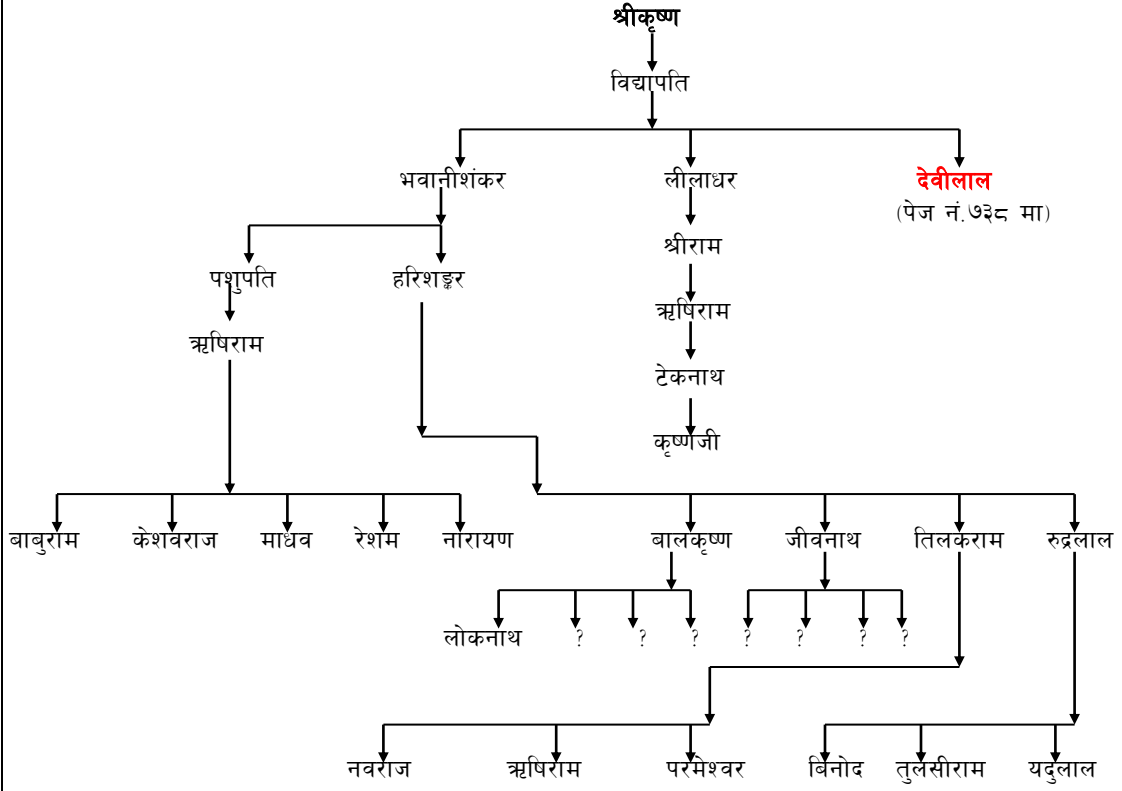 श्रीकृष्ण
विद्यापति
भवानीशंकर लीलाधर देवीलाल
(पेज नं.७३८ मा)
श्रीराम
पशुपति हरिशङ्कर
ऋषिराम
ऋषिराम
टेकनाथ
कृष्णजी
बाबुराम केशवराज माधव रेशम नारायण बालकृष्ण जीवनाथ तिलकराम रुद्रलाल
लोकनाथ ? ? ? ? ? ? ?
नवराज ऋषिराम परमेश्वर बिनोद तुलसीराम यदुलाल